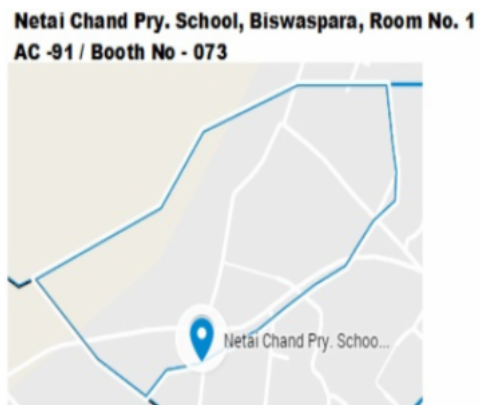 Netai Chand Pry. School, Biswaspara, Room No. 1
AC -91 / Booth No - 073
Netai Chand Pry. Schoo...